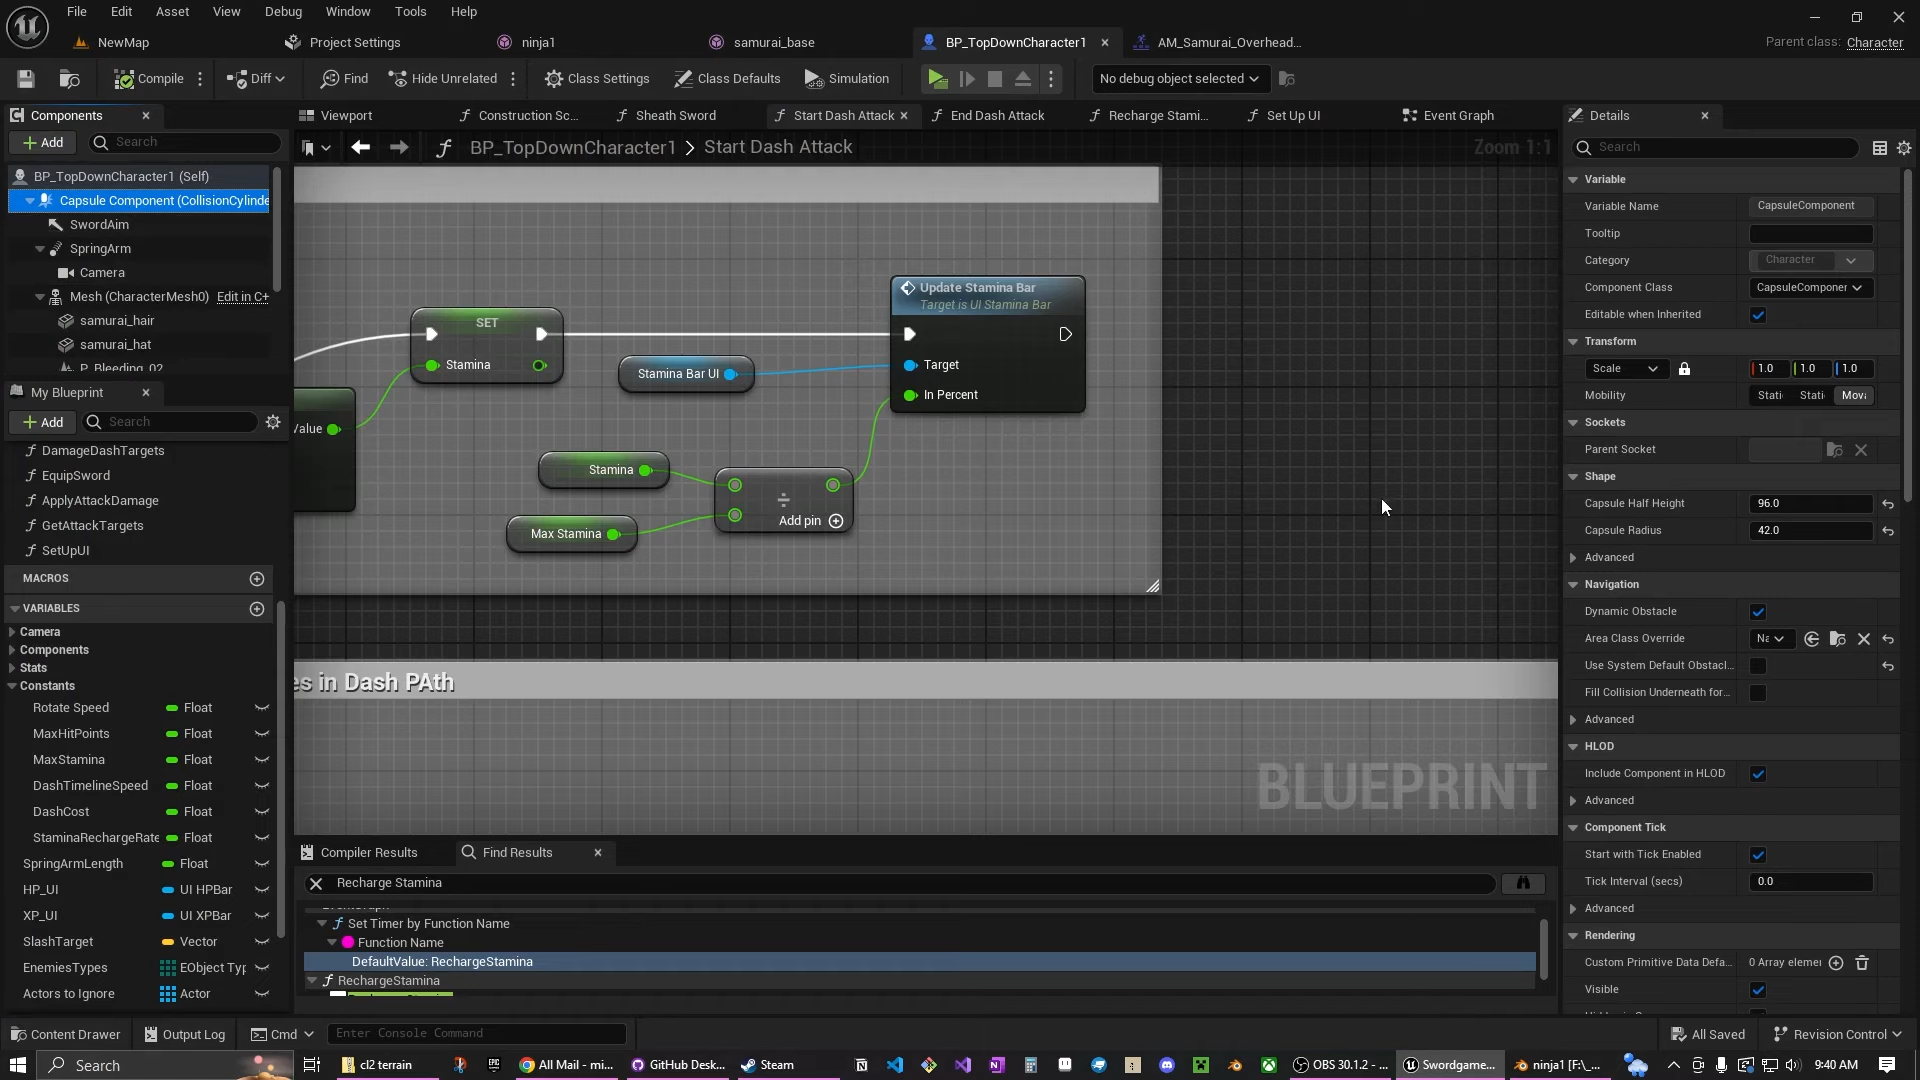 File Edit Asset View Debug Window Tools Help
NewMap Project Settings ninja1 samurai_base BP_TopDownCharacter1 AM_Samurai_Overhead... Parent class: Character
Compile Diff Find Hide Unrelated Class Settings Class Defaults Simulation No debug object selected
Components
Add Search
BP_TopDownCharacter1 (Self)
Capsule Component (CollisionCylinde
SwordAim
SpringArm
Camera
Mesh (CharacterMesh0) Edit in C+
samurai_hair
samurai_hat
P_Bleeding_02
My Blueprint
Add Search
DamageDashTargets
EquipSword
ApplyAttackDamage
GetAttackTargets
SetUpUI
MACROS
VARIABLES
Camera
Components
Stats
Constants
Rotate Speed Float
MaxHitPoints Float
MaxStamina Float
DashTimelineSpeed Float
DashCost Float
StaminaRechargeRate Float
SpringArmLength Float
HP_UI UI HPBar
XP_UI UI XPBar
SlashTarget Vector
EnemiesTypes EObject Typ
Actors to Ignore Actor
Viewport Construction Sc... Sheath Sword Start Dash Attack End Dash Attack Recharge Stami... Set Up UI Event Graph
BP_TopDownCharacter1 > Start Dash Attack Zoom 1:1
SET
Stamina
Value
Stamina Bar UI
Update Stamina Bar
Target is UI Stamina Bar
Target
In Percent
Stamina
Max Stamina
÷
Add pin
es in Dash PAth
BLUEPRINT
Compiler Results Find Results
Recharge Stamina
Set Timer by Function Name
Function Name
DefaultValue: RechargeStamina
RechargeStamina
Details
Search
Variable
Variable Name CapsuleComponent
Tooltip
Category Character
Component Class CapsuleComponer
Editable when Inherited
Transform
Scale 1.0 1.0 1.0
Mobility Stati Stati Mova
Sockets
Parent Socket
Shape
Capsule Half Height 96.0
Capsule Radius 42.0
Advanced
Navigation
Dynamic Obstacle
Area Class Override Na
Use System Default Obstacl...
Fill Collision Underneath for...
Advanced
HLOD
Include Component in HLOD
Advanced
Component Tick
Start with Tick Enabled
Tick Interval (secs) 0.0
Advanced
Rendering
Custom Primitive Data Defa... 0 Array elemei
Visible
Content Drawer Output Log Cmd Enter Console Command All Saved Revision Control
Search cl2 terrain All Mail - mi... GitHub Desk... Steam OBS 30.1.2 - ... Swordgame... ninja1 [F:\_... 9:40 AM